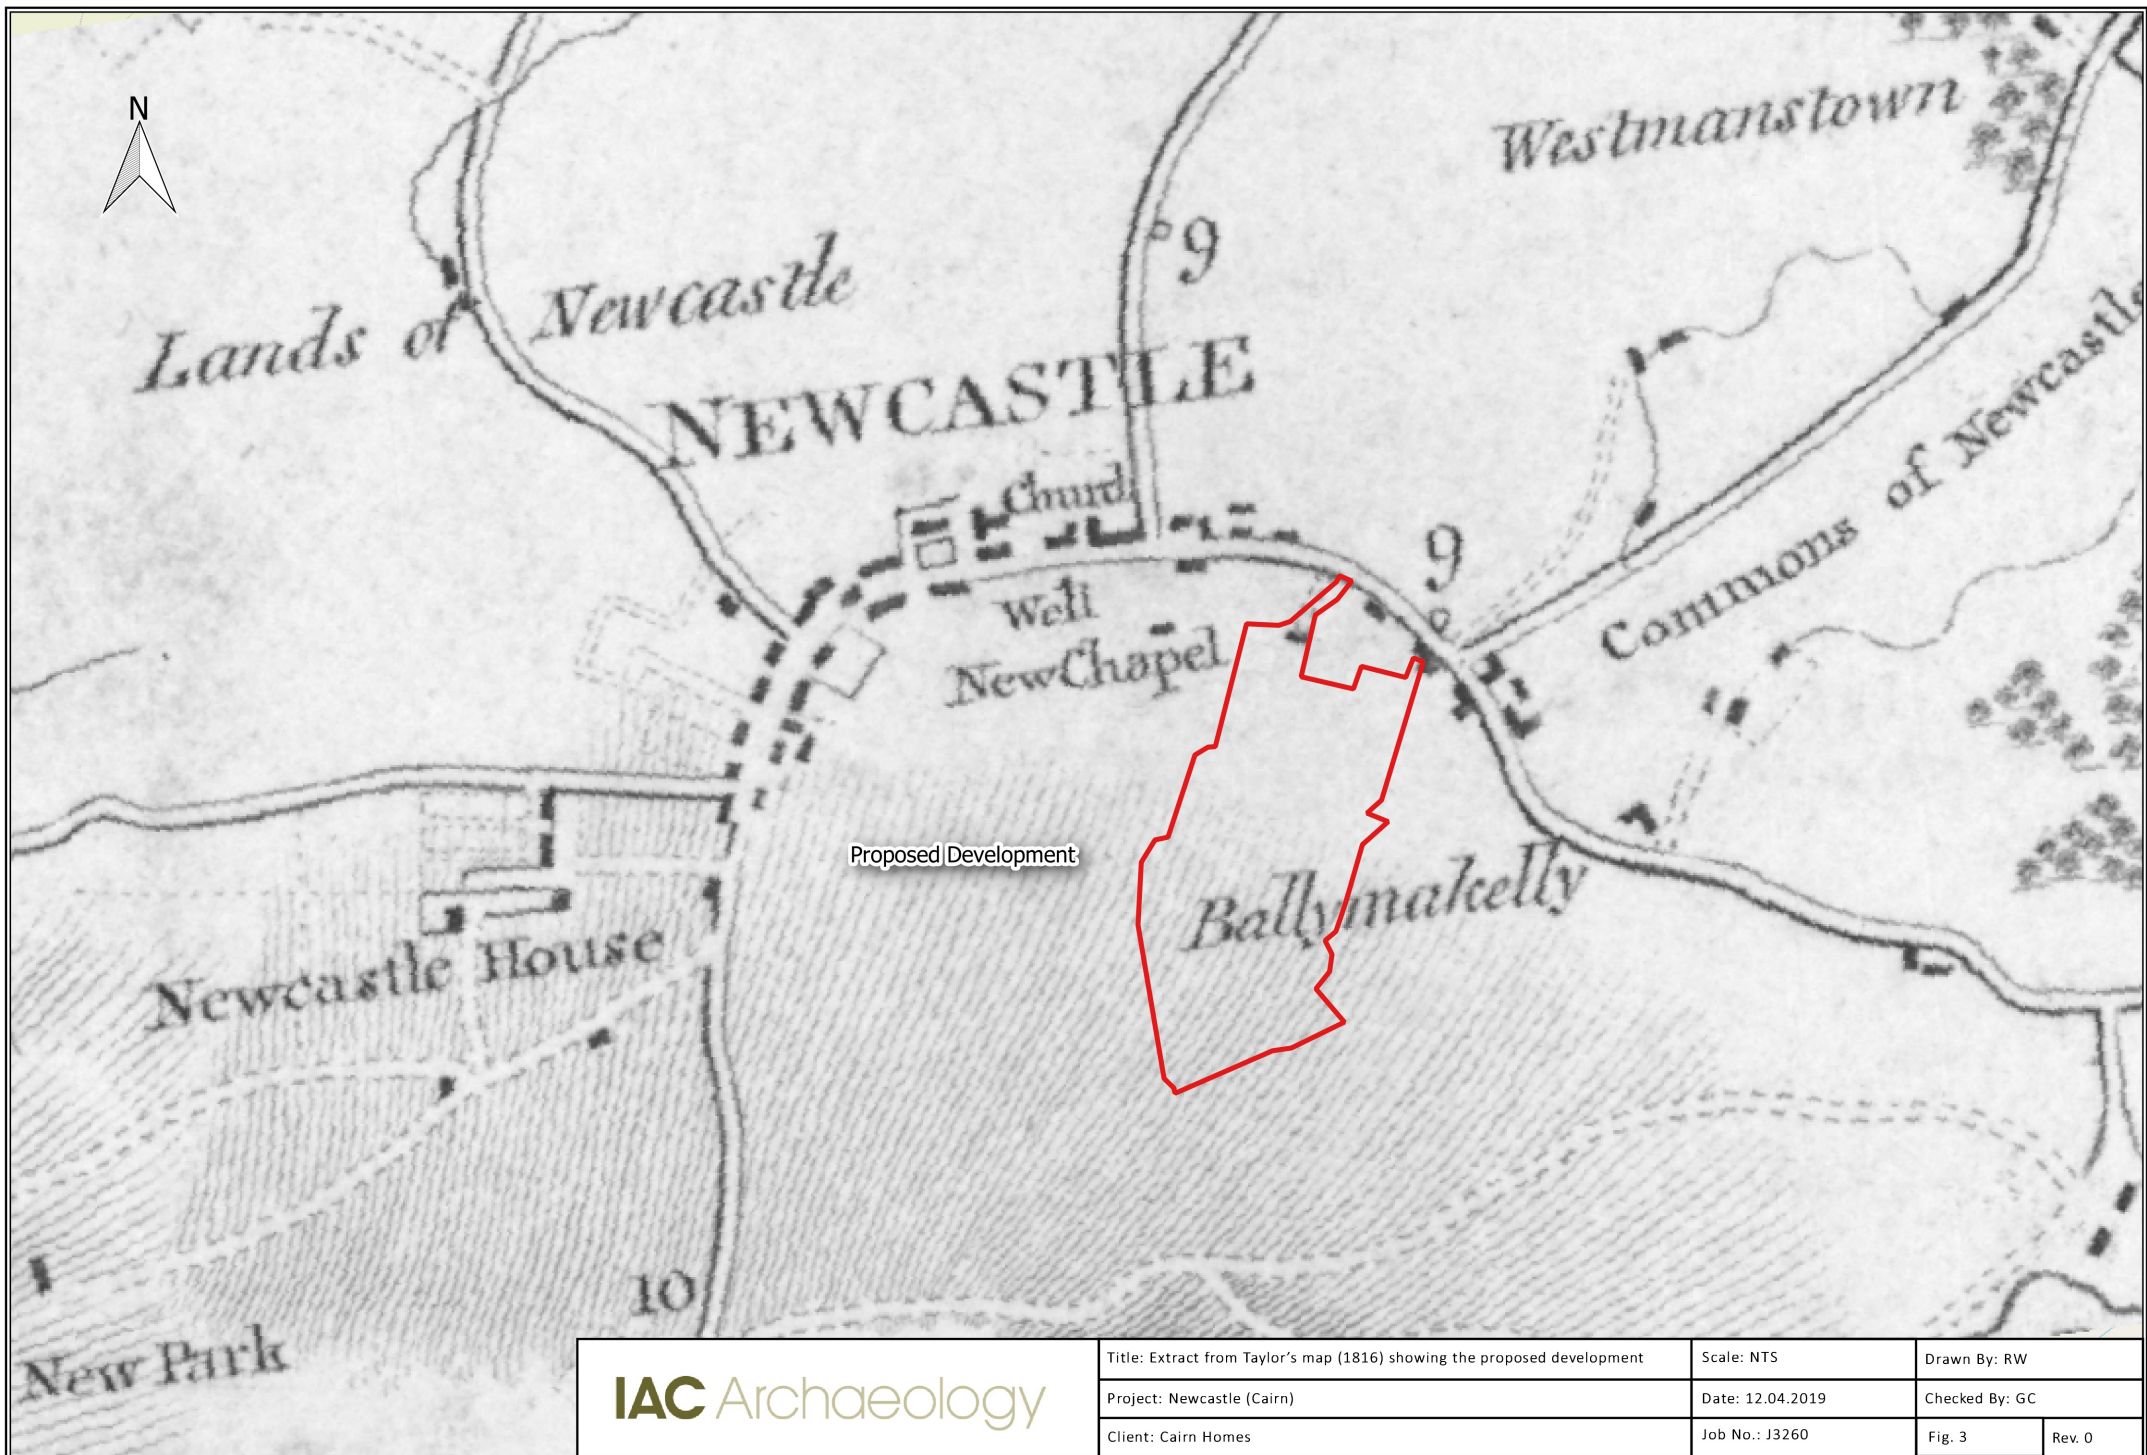 N
Westmanstown
9
Lands of Newcastle
NEWCASTLE
Commons of Newcastle
Church
9
Well
New Chapel
Proposed Development
Ballymakelly
Newcastle House
10
New Park
IAC Archaeology
Title: Extract from Taylor's map (1816) showing the proposed development
Scale: NTS
Drawn By: RW
Project: Newcastle (Cairn)
Date: 12.04.2019
Checked By: GC
Client: Cairn Homes
Job No.: J3260
Fig. 3
Rev. 0